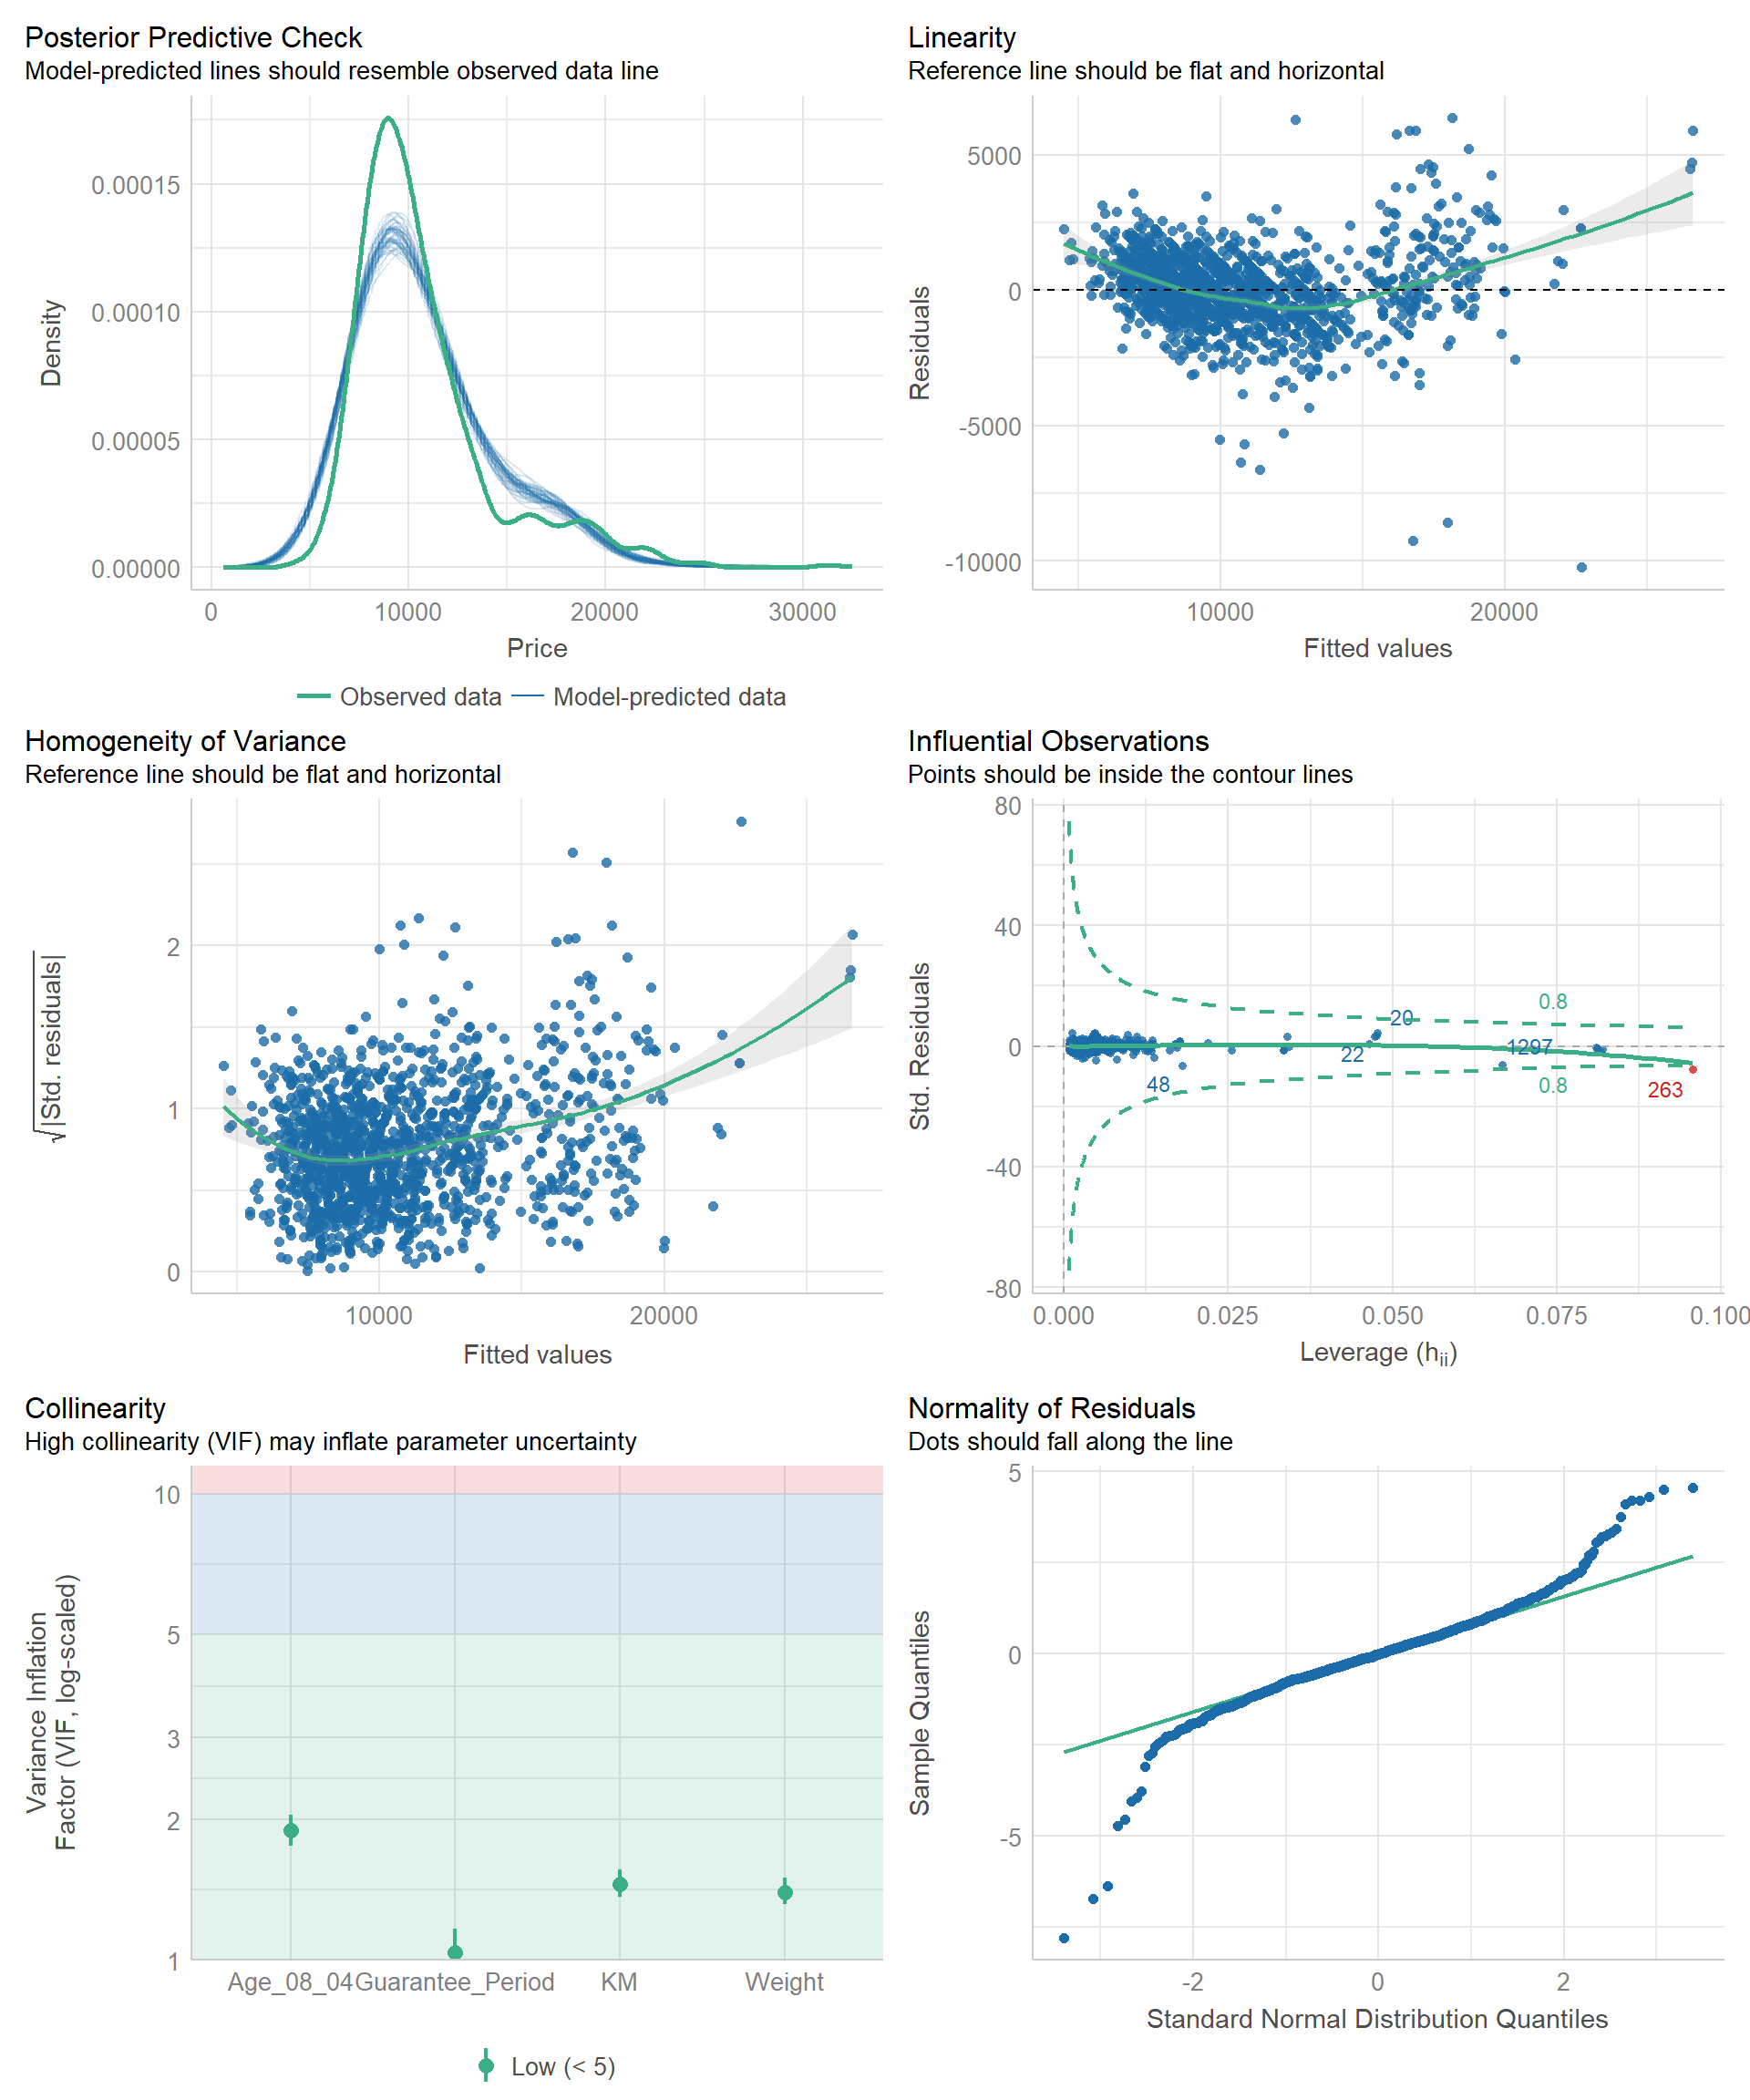 Posterior Predictive Check
Model-predicted lines should resemble observed data line
0.00015
0.00010
0.00005
0.00000
Density
0
10000
20000
30000
Price
Observed data
Model-predicted data
Linearity
Reference line should be flat and horizontal
5000
0
-5000
-10000
Residuals
10000
20000
Fitted values
Homogeneity of Variance
Reference line should be flat and horizontal
2
1
0
√|Std. residuals|
10000
20000
Fitted values
Influential Observations
Points should be inside the contour lines
80
40
0
-40
-80
Std. Residuals
0.8
20
22
1297
48
0.8
263
0.000
0.025
0.050
0.075
0.100
Leverage (hii)
Collinearity
High collinearity (VIF) may inflate parameter uncertainty
10
5
3
2
1
Variance Inflation
Factor (VIF, log-scaled)
Age_08_04
Guarantee_Period
KM
Weight
Low (< 5)
Normality of Residuals
Dots should fall along the line
5
0
-5
Sample Quantiles
-2
0
2
Standard Normal Distribution Quantiles